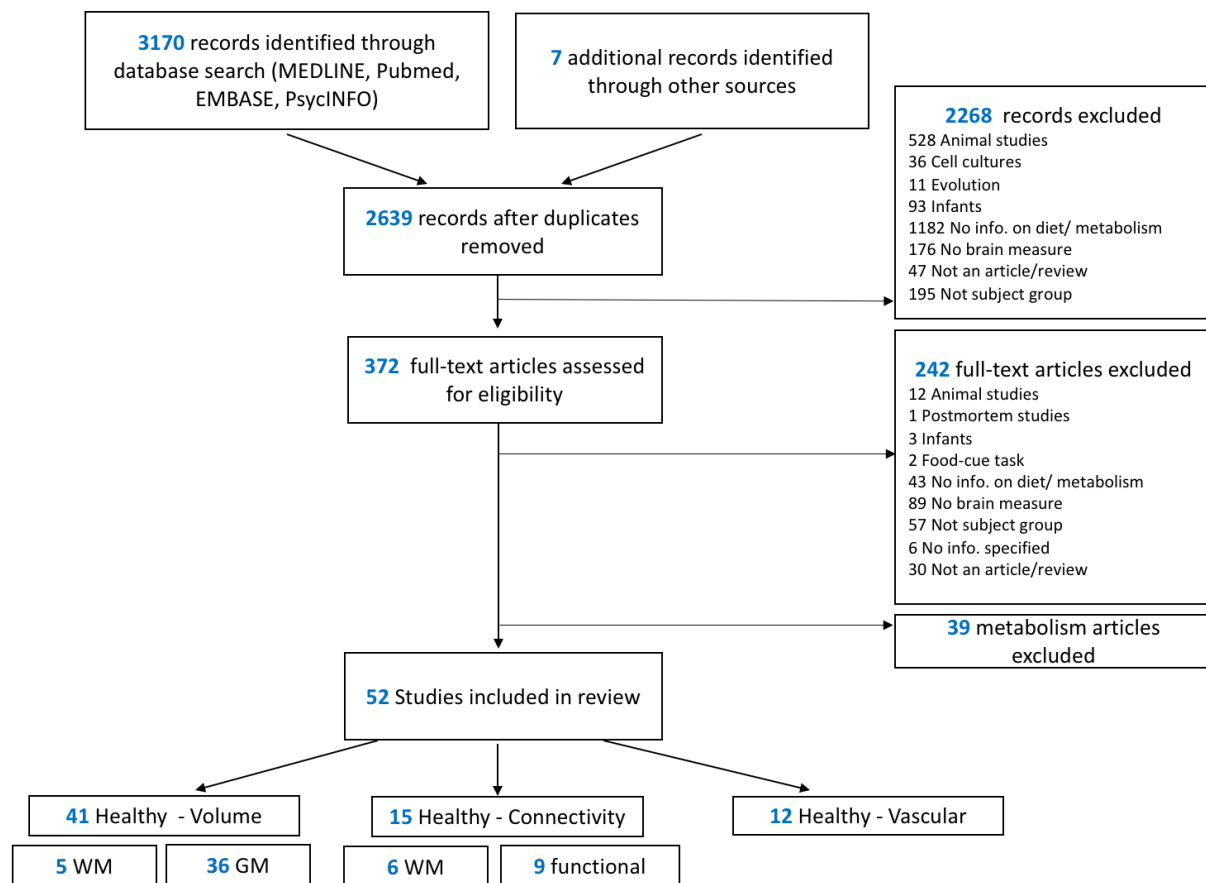 3170 records identified through
database search (MEDLINE, Pubmed,
EMBASE, PsycINFO)
7 additional records identified
through other sources
2639 records after duplicates
removed
2268 records excluded
528 Animal studies
36 Cell cultures
11 Evolution
93 Infants
1182 No info. on diet/ metabolism
176 No brain measure
47 Not an article/review
195 Not subject group
372 full-text articles assessed
for eligibility
242 full-text articles excluded
12 Animal studies
1 Postmortem studies
3 Infants
2 Food-cue task
43 No info. on diet/ metabolism
89 No brain measure
57 Not subject group
6 No info. specified
30 Not an article/review
39 metabolism articles
excluded
52 Studies included in review
41 Healthy - Volume
5 WM
36 GM
15 Healthy - Connectivity
6 WM
9 functional
12 Healthy - Vascular